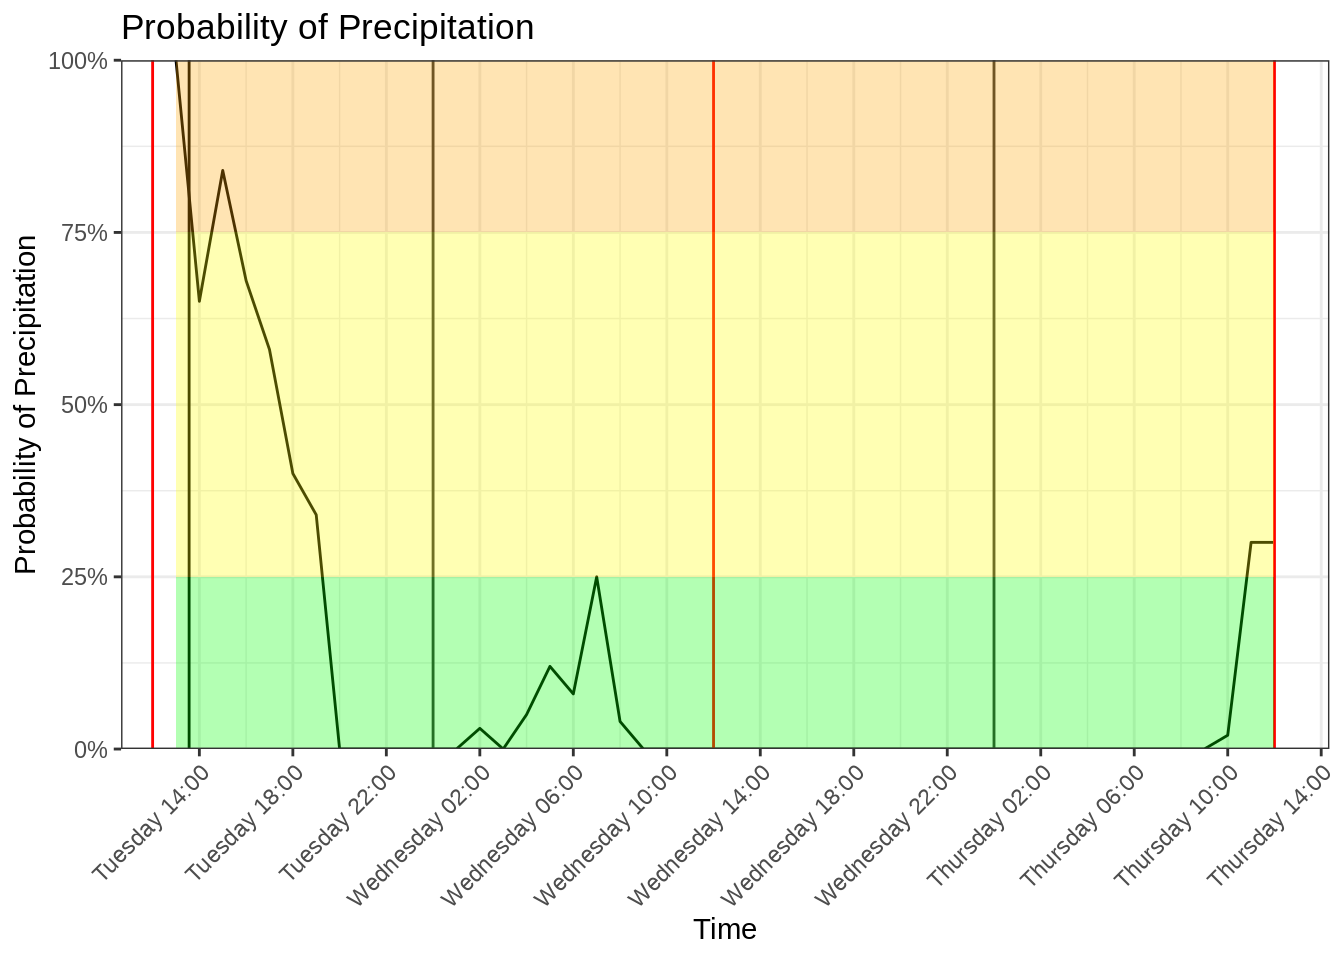 Probability of Precipitation
Probability of Precipitation
100%
75%
50%
25%
0%
Tuesday 14:00
Tuesday 18:00
Tuesday 22:00
Wednesday 02:00
Wednesday 06:00
Wednesday 10:00
Wednesday 14:00
Wednesday 18:00
Wednesday 22:00
Thursday 02:00
Thursday 06:00
Thursday 10:00
Thursday 14:00
Time